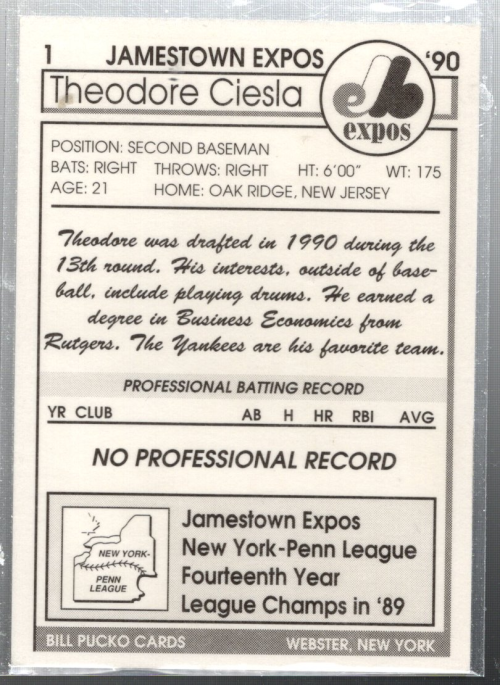 1 JAMESTOWN EXPOS '90
Theodore Ciesla
expos
POSITION: SECOND BASEMAN
BATS: RIGHT THROWS: RIGHT HT: 6'00" WT: 175
AGE: 21 HOME: OAK RIDGE, NEW JERSEY
Theodore was drafted in 1990 during the
13th round. His interests, outside of base-
ball, include playing drums. He earned a
degree in Business Economics from
Rutgers. The Yankees are his favorite team.
PROFESSIONAL BATTING RECORD
YR CLUB AB H HR RBI AVG
NO PROFESSIONAL RECORD
NEW YORK-
PENN
LEAGUE
Jamestown Expos
New York-Penn League
Fourteenth Year
League Champs in '89
BILL PUCKO CARDS WEBSTER, NEW YORK